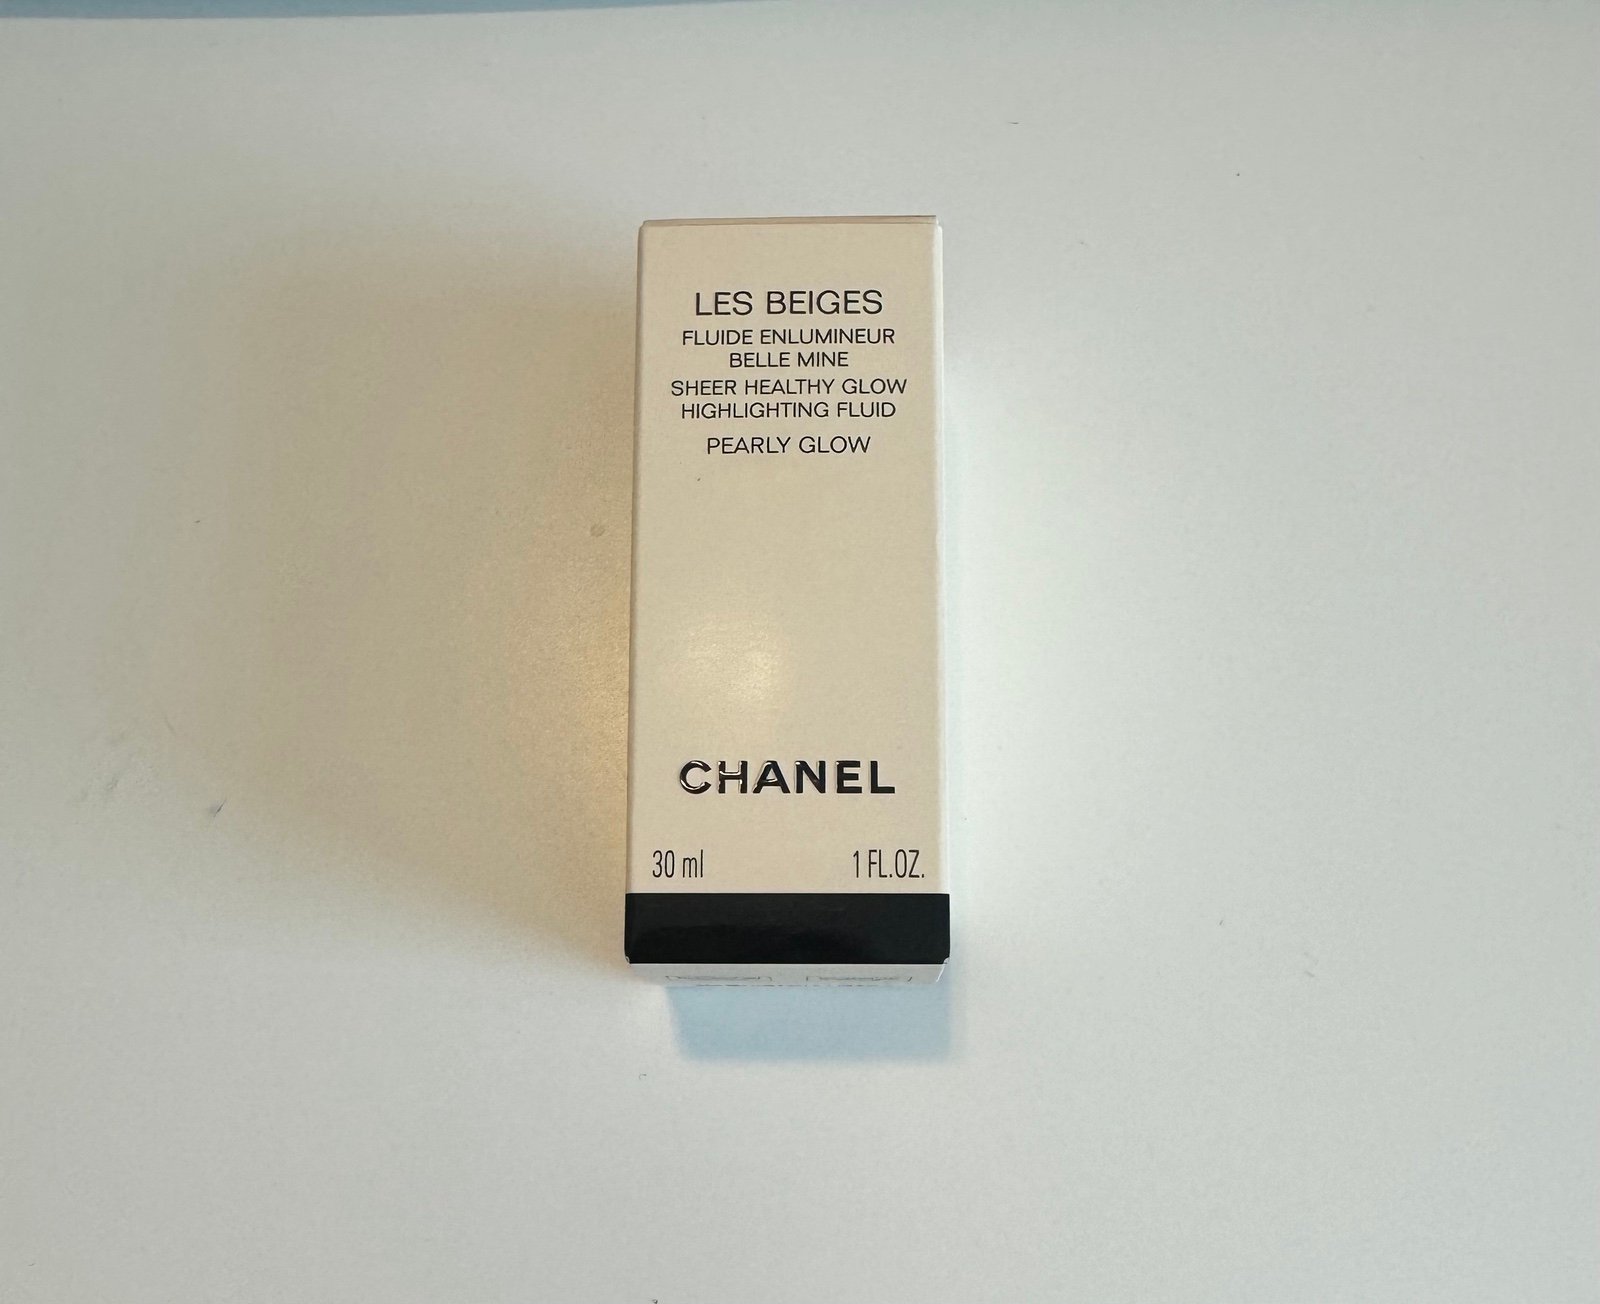 LES BEIGES
FLUIDE ENLUMINEUR
BELLE MINE
SHEER HEALTHY GLOW
HIGHLIGHTING FLUID
PEARLY GLOW
CHANEL
30 ml 1 FL.OZ.